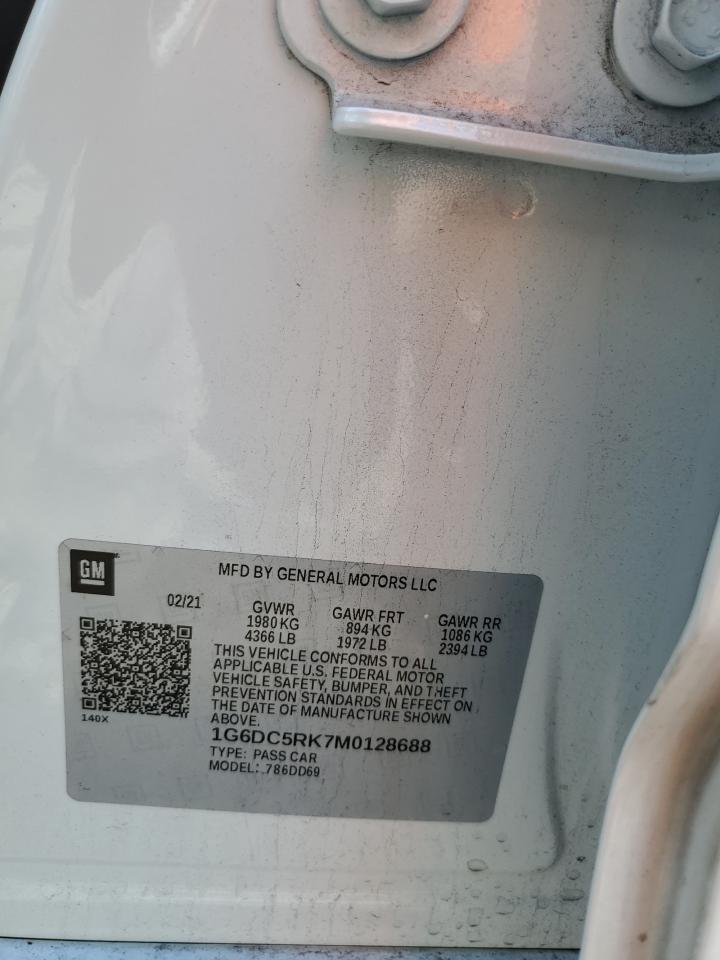 GM
MFD BY GENERAL MOTORS LLC
02/21
GVWR GAWR FRT GAWR RR
1980 KG 894 KG 1086 KG
4366 LB 1972 LB 2394 LB
THIS VEHICLE CONFORMS TO ALL
APPLICABLE U.S. FEDERAL MOTOR
VEHICLE SAFETY, BUMPER, AND THEFT
PREVENTION STANDARDS IN EFFECT ON
THE DATE OF MANUFACTURE SHOWN
ABOVE.
140X
1G6DC5RK7M0128688
TYPE: PASS CAR
MODEL: 786DD69